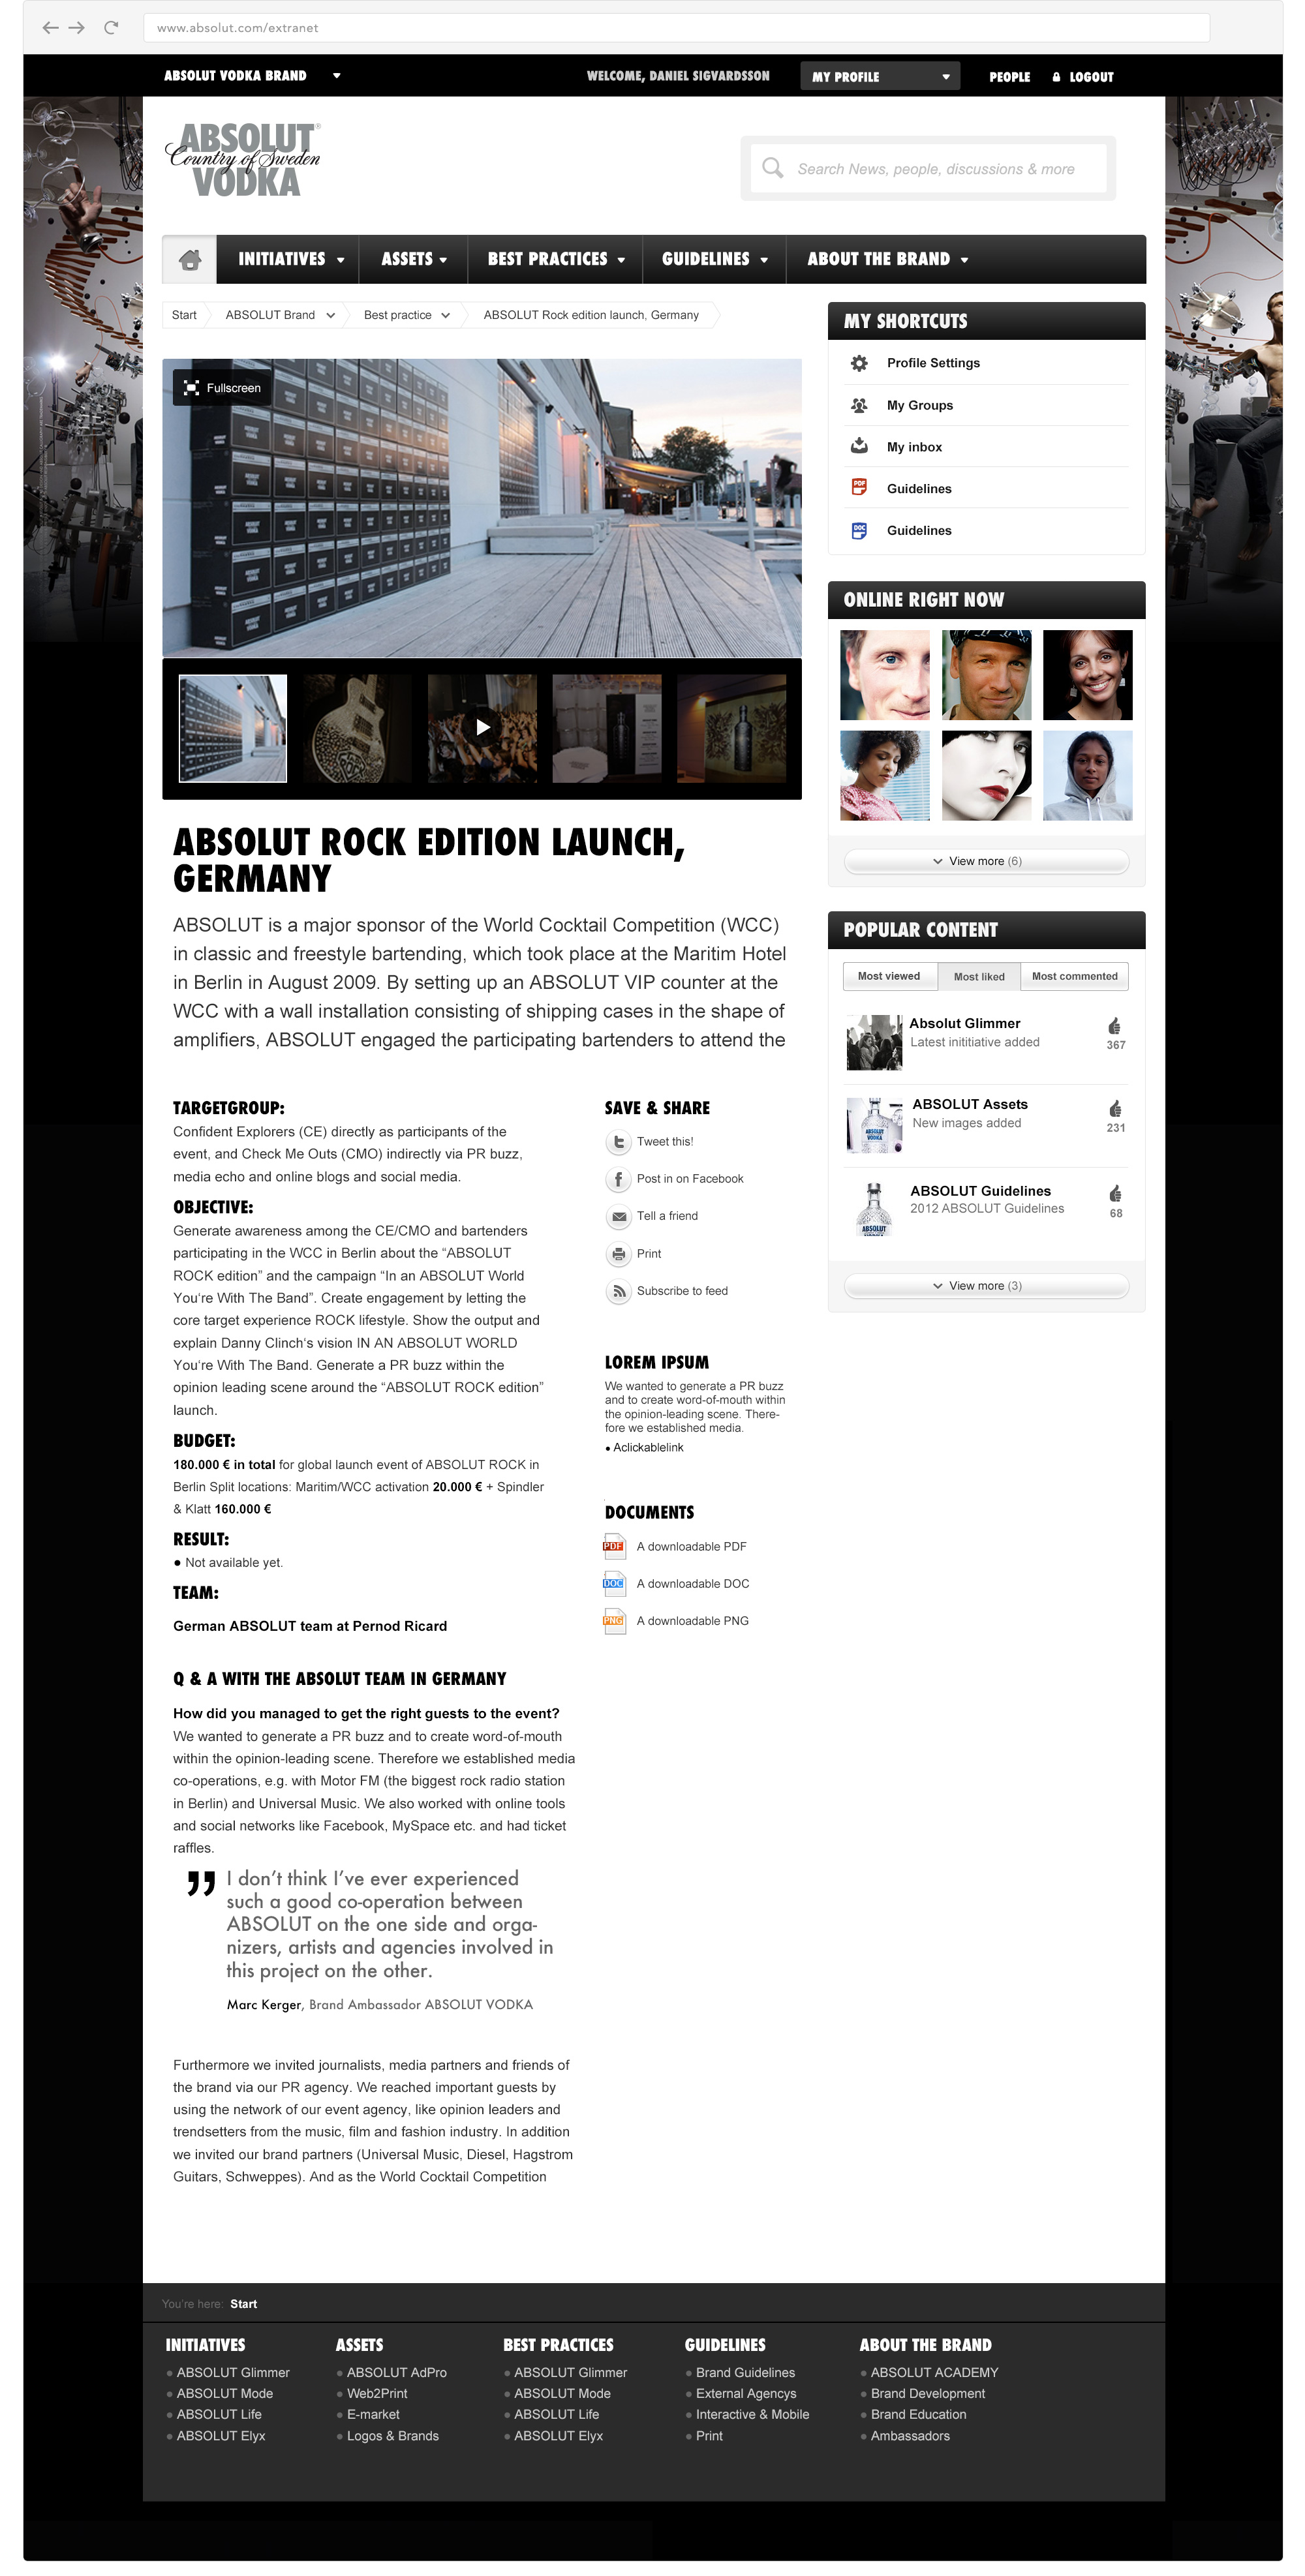 www.absolut.com/extranet
ABSOLUT VODKA BRAND
WELCOME, DANIEL SIGVARDSSON
MY PROFILE
PEOPLE
LOGOUT
ABSOLUT
Country of Sweden
VODKA
Search News, people, discussions & more
INITIATIVES
ASSETS
BEST PRACTICES
GUIDELINES
ABOUT THE BRAND
Start
ABSOLUT Brand
Best practice
ABSOLUT Rock edition launch, Germany
Fullscreen
ABSOLUT ROCK EDITION LAUNCH,
GERMANY
ABSOLUT is a major sponsor of the World Cocktail Competition (WCC)
in classic and freestyle bartending, which took place at the Maritim Hotel
in Berlin in August 2009. By setting up an ABSOLUT VIP counter at the
WCC with a wall installation consisting of shipping cases in the shape of
amplifiers, ABSOLUT engaged the participating bartenders to attend the
TARGETGROUP:
Confident Explorers (CE) directly as participants of the
event, and Check Me Outs (CMO) indirectly via PR buzz,
media echo and online blogs and social media.
OBJECTIVE:
Generate awareness among the CE/CMO and bartenders
participating in the WCC in Berlin about the “ABSOLUT
ROCK edition” and the campaign “In an ABSOLUT World
You‘re With The Band”. Create engagement by letting the
core target experience ROCK lifestyle. Show the output and
explain Danny Clinch‘s vision IN AN ABSOLUT WORLD
You‘re With The Band. Generate a PR buzz within the
opinion leading scene around the “ABSOLUT ROCK edition”
launch.
BUDGET:
180.000 € in total for global launch event of ABSOLUT ROCK in
Berlin Split locations: Maritim/WCC activation 20.000 € + Spindler
& Klatt 160.000 €
RESULT:
• Not available yet.
TEAM:
German ABSOLUT team at Pernod Ricard
SAVE & SHARE
Tweet this!
Post in on Facebook
Tell a friend
Print
Subscribe to feed
LOREM IPSUM
We wanted to generate a PR buzz
and to create word-of-mouth within
the opinion-leading scene. There-
fore we established media.
• Aclickablelink
DOCUMENTS
PDF A downloadable PDF
DOC A downloadable DOC
PNG A downloadable PNG
Q & A WITH THE ABSOLUT TEAM IN GERMANY
How did you managed to get the right guests to the event?
We wanted to generate a PR buzz and to create word-of-mouth
within the opinion-leading scene. Therefore we established media
co-operations, e.g. with Motor FM (the biggest rock radio station
in Berlin) and Universal Music. We also worked with online tools
and social networks like Facebook, MySpace etc. and had ticket
raffles.
” I don’t think I’ve ever experienced
such a good co-operation between
ABSOLUT on the one side and orga-
nizers, artists and agencies involved in
this project on the other.
Marc Kerger, Brand Ambassador ABSOLUT VODKA
Furthermore we invited journalists, media partners and friends of
the brand via our PR agency. We reached important guests by
using the network of our event agency, like opinion leaders and
trendsetters from the music, film and fashion industry. In addition
we invited our brand partners (Universal Music, Diesel, Hagstrom
Guitars, Schweppes). And as the World Cocktail Competition
MY SHORTCUTS
Profile Settings
My Groups
My inbox
PDF Guidelines
DOC Guidelines
ONLINE RIGHT NOW
View more (6)
POPULAR CONTENT
Most viewed
Most liked
Most commented
Absolut Glimmer
Latest inititiative added
367
ABSOLUT Assets
New images added
231
ABSOLUT Guidelines
2012 ABSOLUT Guidelines
68
View more (3)
You’re here: Start
INITIATIVES
• ABSOLUT Glimmer
• ABSOLUT Mode
• ABSOLUT Life
• ABSOLUT Elyx
ASSETS
• ABSOLUT AdPro
• Web2Print
• E-market
• Logos & Brands
BEST PRACTICES
• ABSOLUT Glimmer
• ABSOLUT Mode
• ABSOLUT Life
• ABSOLUT Elyx
GUIDELINES
• Brand Guidelines
• External Agencys
• Interactive & Mobile
• Print
ABOUT THE BRAND
• ABSOLUT ACADEMY
• Brand Development
• Brand Education
• Ambassadors